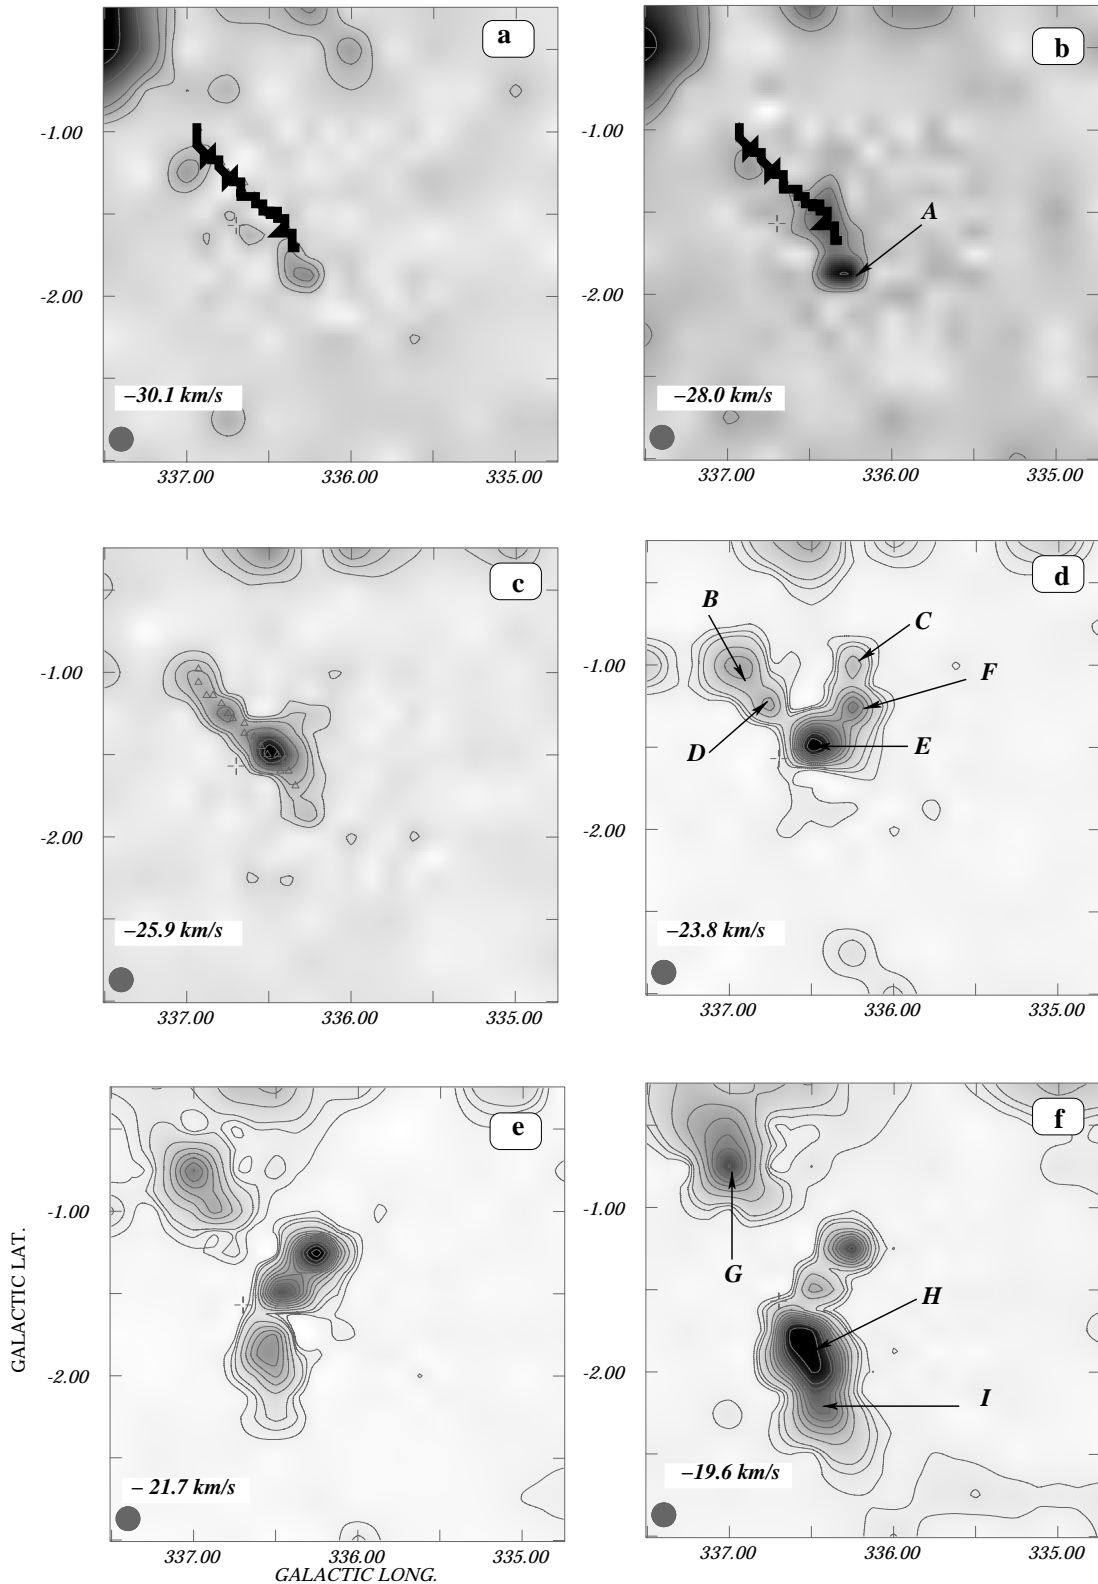 a
b
-1.00
-1.00
A
-2.00
-2.00
−30.1 km/s
−28.0 km/s
337.00 336.00 335.00
337.00 336.00 335.00
c
d
B
C
-1.00
-1.00
F
D
E
-2.00
-2.00
−25.9 km/s
−23.8 km/s
337.00 336.00 335.00
337.00 336.00 335.00
e
f
-1.00
-1.00
G
H
GALACTIC LAT.
-2.00
-2.00
I
− 21.7 km/s
−19.6 km/s
337.00 336.00 335.00
337.00 336.00 335.00
GALACTIC LONG.